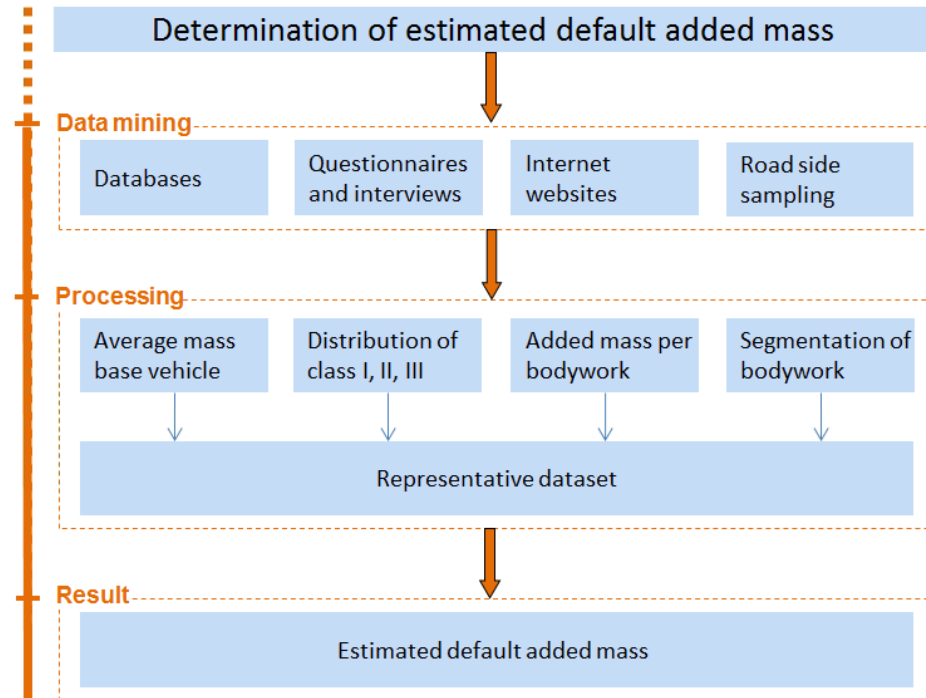 Determination of estimated default added mass
Data mining
Databases
Questionnaires
and interviews
Internet
websites
Road side
sampling
Processing
Average mass
base vehicle
Distribution of
class I, II, III
Added mass per
bodywork
Segmentation of
bodywork
Representative dataset
Result
Estimated default added mass